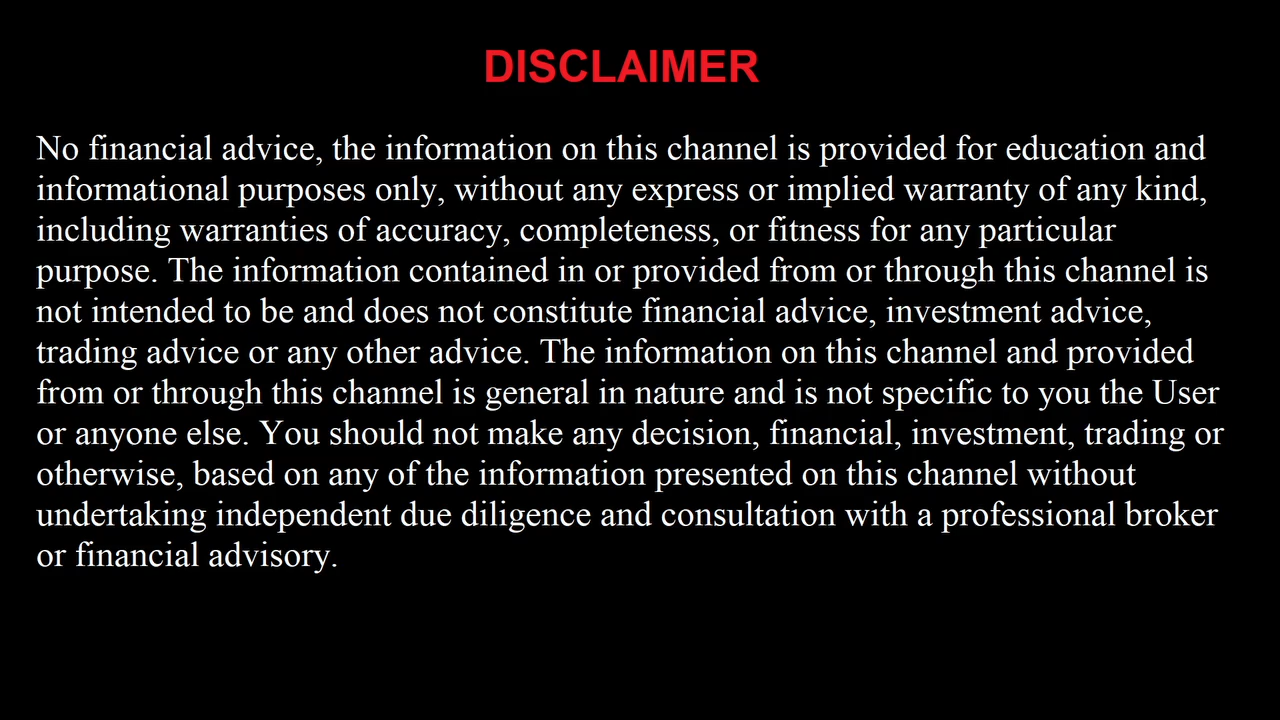 DISCLAIMER
No financial advice, the information on this channel is provided for education and
informational purposes only, without any express or implied warranty of any kind,
including warranties of accuracy, completeness, or fitness for any particular
purpose. The information contained in or provided from or through this channel is
not intended to be and does not constitute financial advice, investment advice,
trading advice or any other advice. The information on this channel and provided
from or through this channel is general in nature and is not specific to you the User
or anyone else. You should not make any decision, financial, investment, trading or
otherwise, based on any of the information presented on this channel without
undertaking independent due diligence and consultation with a professional broker
or financial advisory.